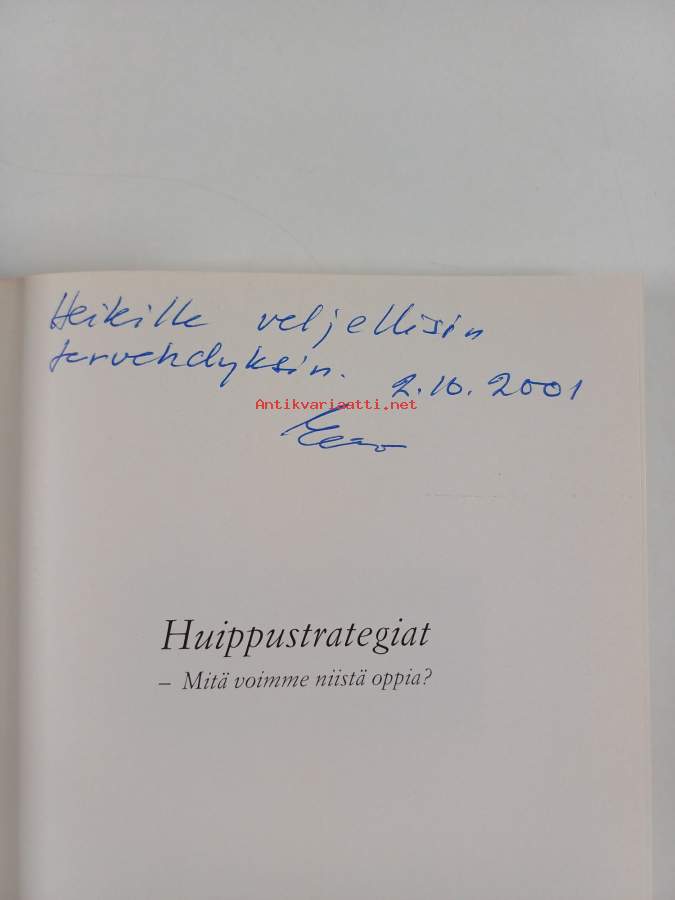 Heikille veljellisin
tervehdyksin. 2.10.2001
Antikvariaatti.net
Eero
Huippustrategiat
– Mitä voimme niistä oppia?